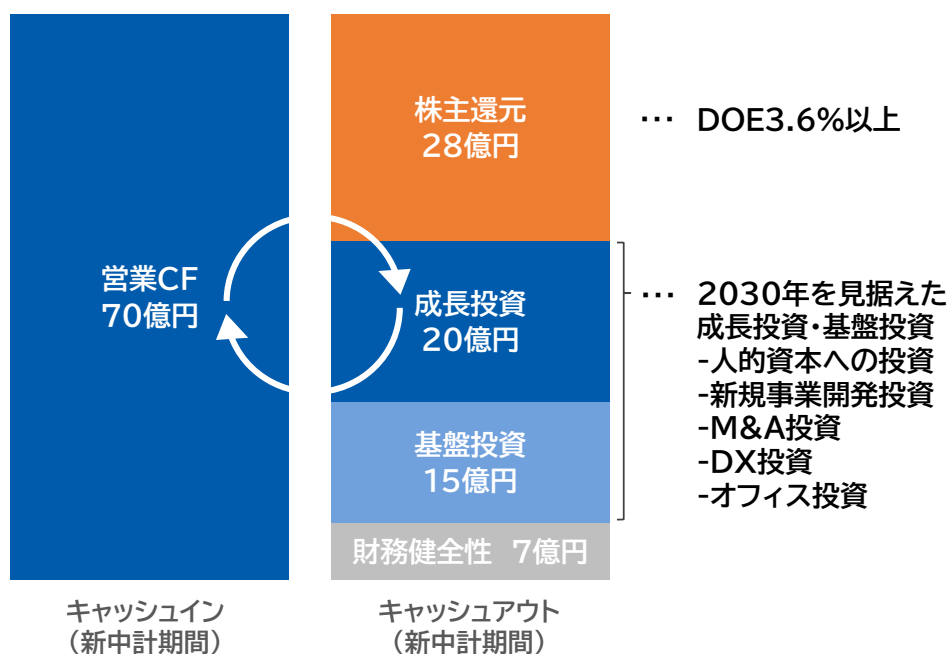 営業CF
70億円
株主還元
28億円
… DOE3.6%以上
成長投資
20億円
基盤投資
15億円
… 2030年を見据えた
成長投資・基盤投資
-人的資本への投資
-新規事業開発投資
-M&A投資
-DX投資
-オフィス投資
財務健全性 7億円
キャッシュイン
（新中計期間）
キャッシュアウト
（新中計期間）